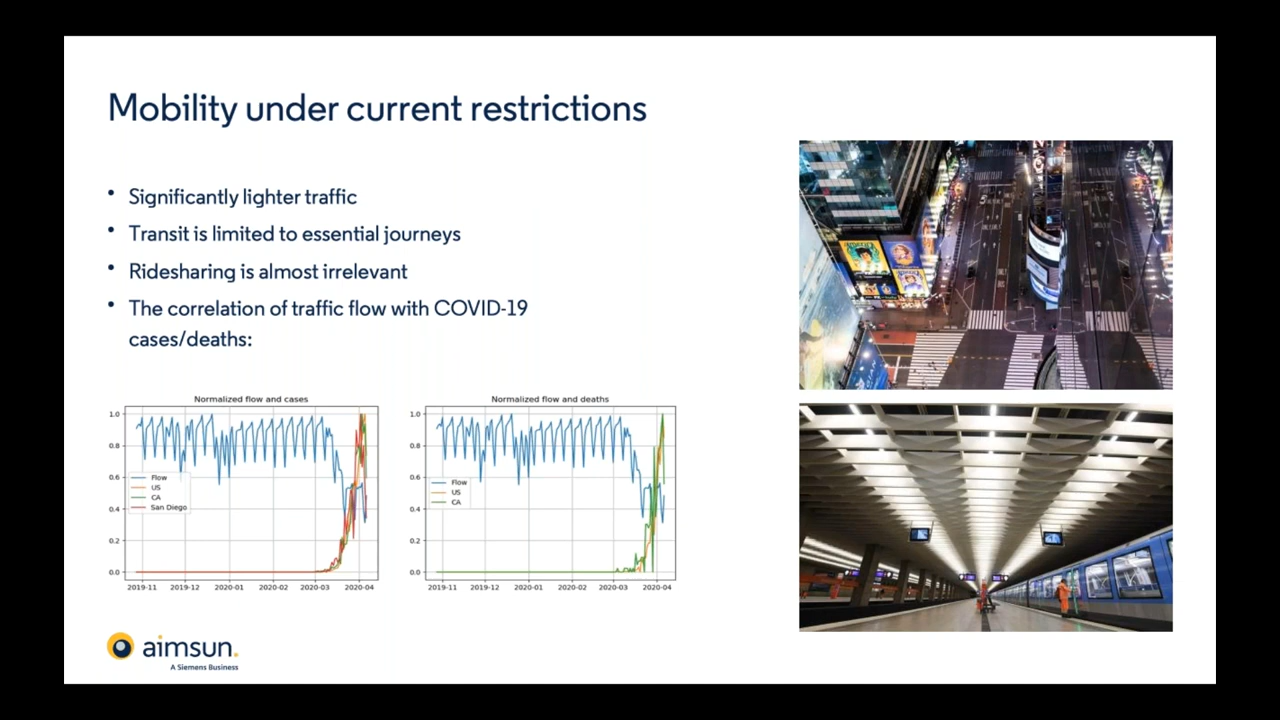 Mobility under current restrictions
• Significantly lighter traffic
• Transit is limited to essential journeys
• Ridesharing is almost irrelevant
• The correlation of traffic flow with COVID-19
cases/deaths:
Normalized flow and cases
1.0
0.8
0.6
0.4
0.2
0.0
Flow
US
CA
San Diego
2019-11 2019-12 2020-01 2020-02 2020-03 2020-04
Normalized flow and deaths
1.0
0.8
0.6
0.4
0.2
0.0
Flow
US
CA
2019-11 2019-12 2020-01 2020-02 2020-03 2020-04
aimsun.
A Siemens Business